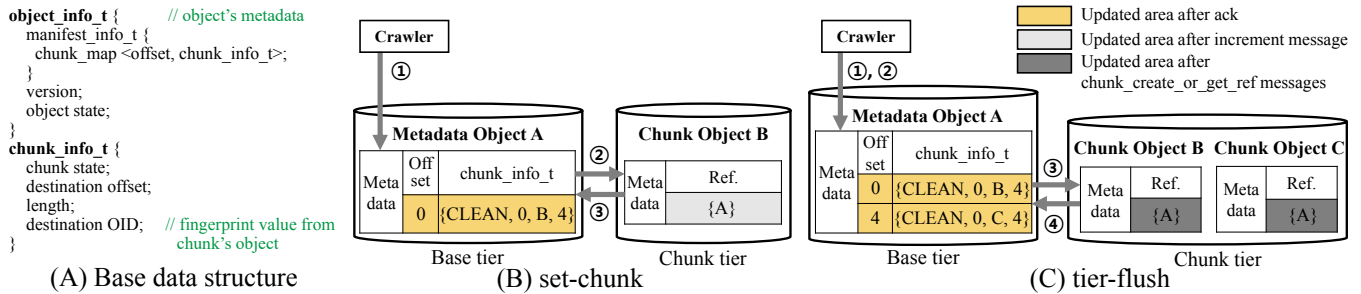 object_info_t { // object's metadata
manifest_info_t {
chunk_map <offset, chunk_info_t>;
}
version;
object state;
}
chunk_info_t {
chunk state;
destination offset;
length;
destination OID; // fingerprint value from
} chunk's object
(A) Base data structure
Crawler
①
Metadata Object A
Meta data
Off set
chunk_info_t
0
{CLEAN, 0, B, 4}
Base tier
②
③
Chunk Object B
Meta data
Ref.
{A}
Chunk tier
(B) set-chunk
Crawler
①, ②
Metadata Object A
Meta data
Off set
chunk_info_t
0
{CLEAN, 0, B, 4}
4
{CLEAN, 0, C, 4}
Base tier
③
④
Chunk Object B
Meta data
Ref.
{A}
Chunk Object C
Meta data
Ref.
{A}
Chunk tier
(C) tier-flush
Updated area after ack
Updated area after increment message
Updated area after
chunk_create_or_get_ref messages